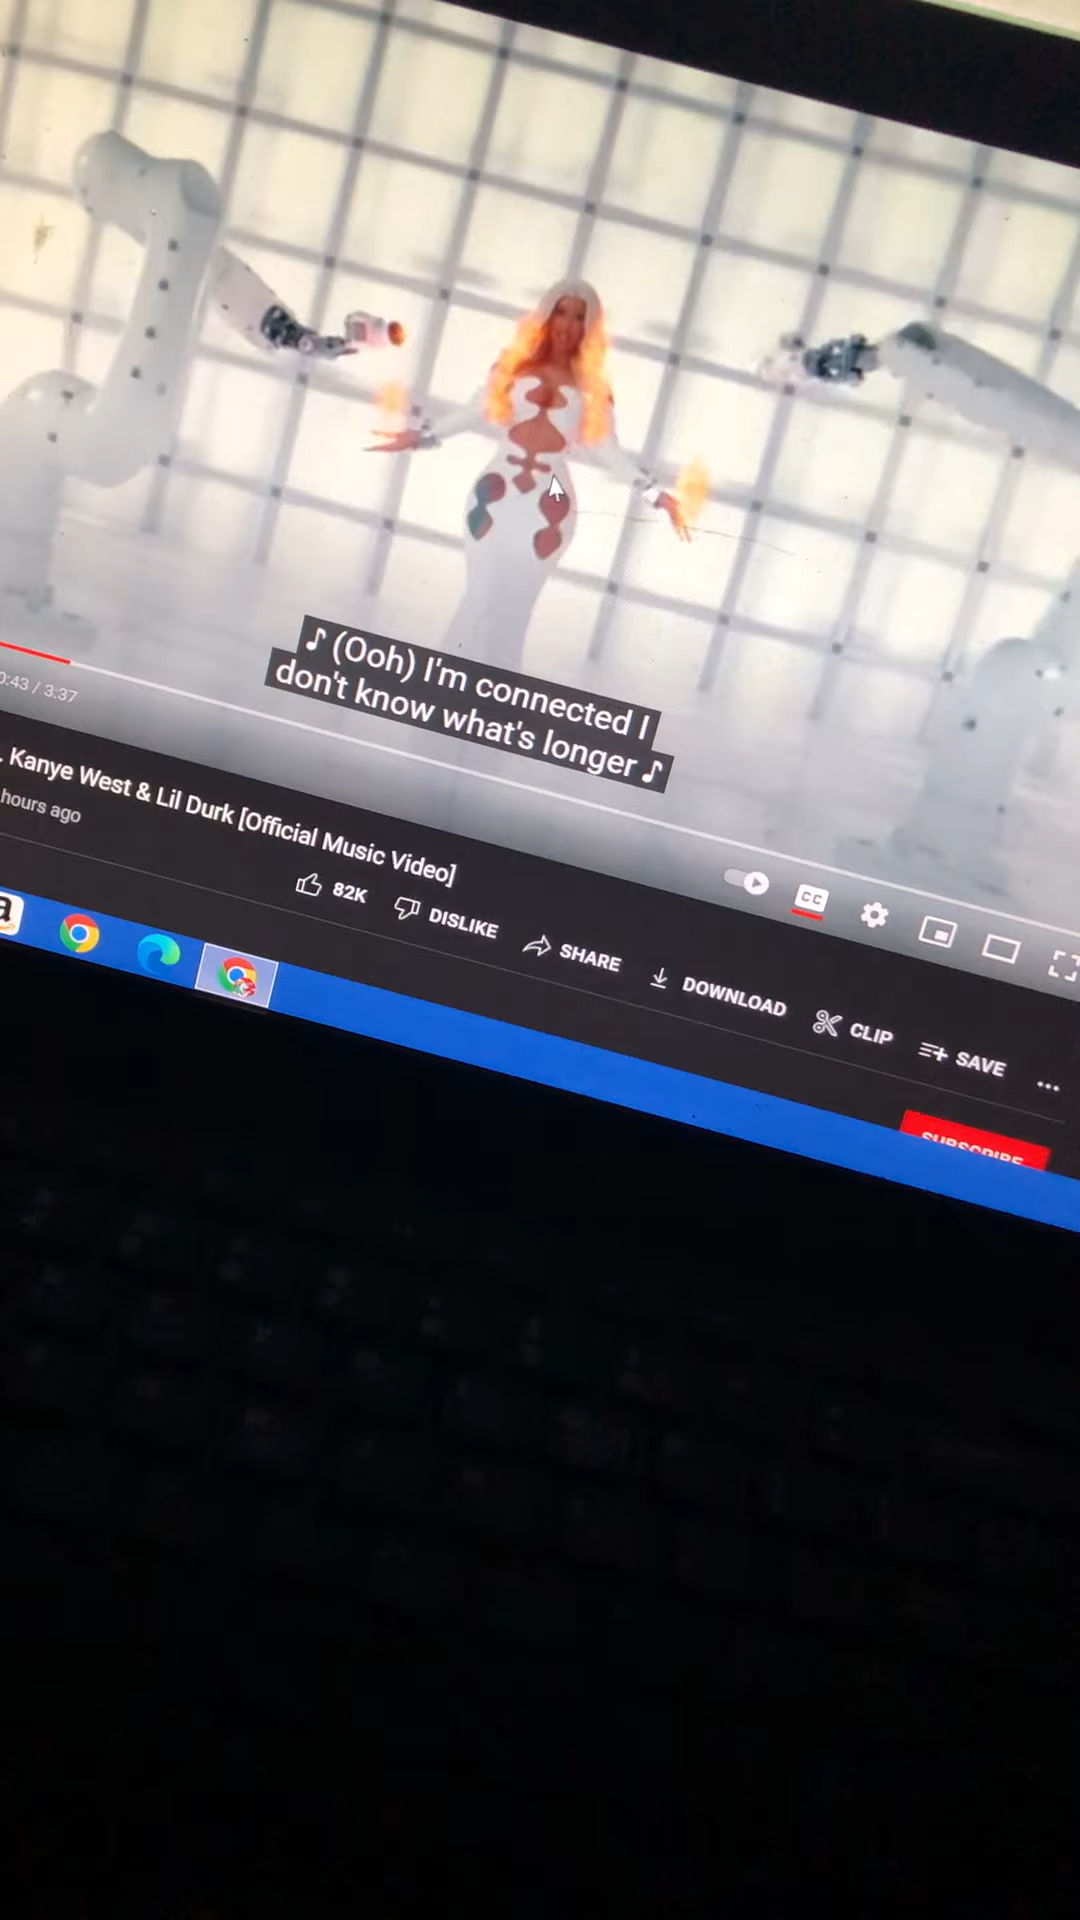 ♪ (Ooh) I'm connected I
don't know what's longer ♪
0:43 / 3:37
. Kanye West & Lil Durk [Official Music Video]
hours ago
CC
82K
DISLIKE
SHARE
DOWNLOAD
CLIP
SAVE
...
SUBSCRIBE
a